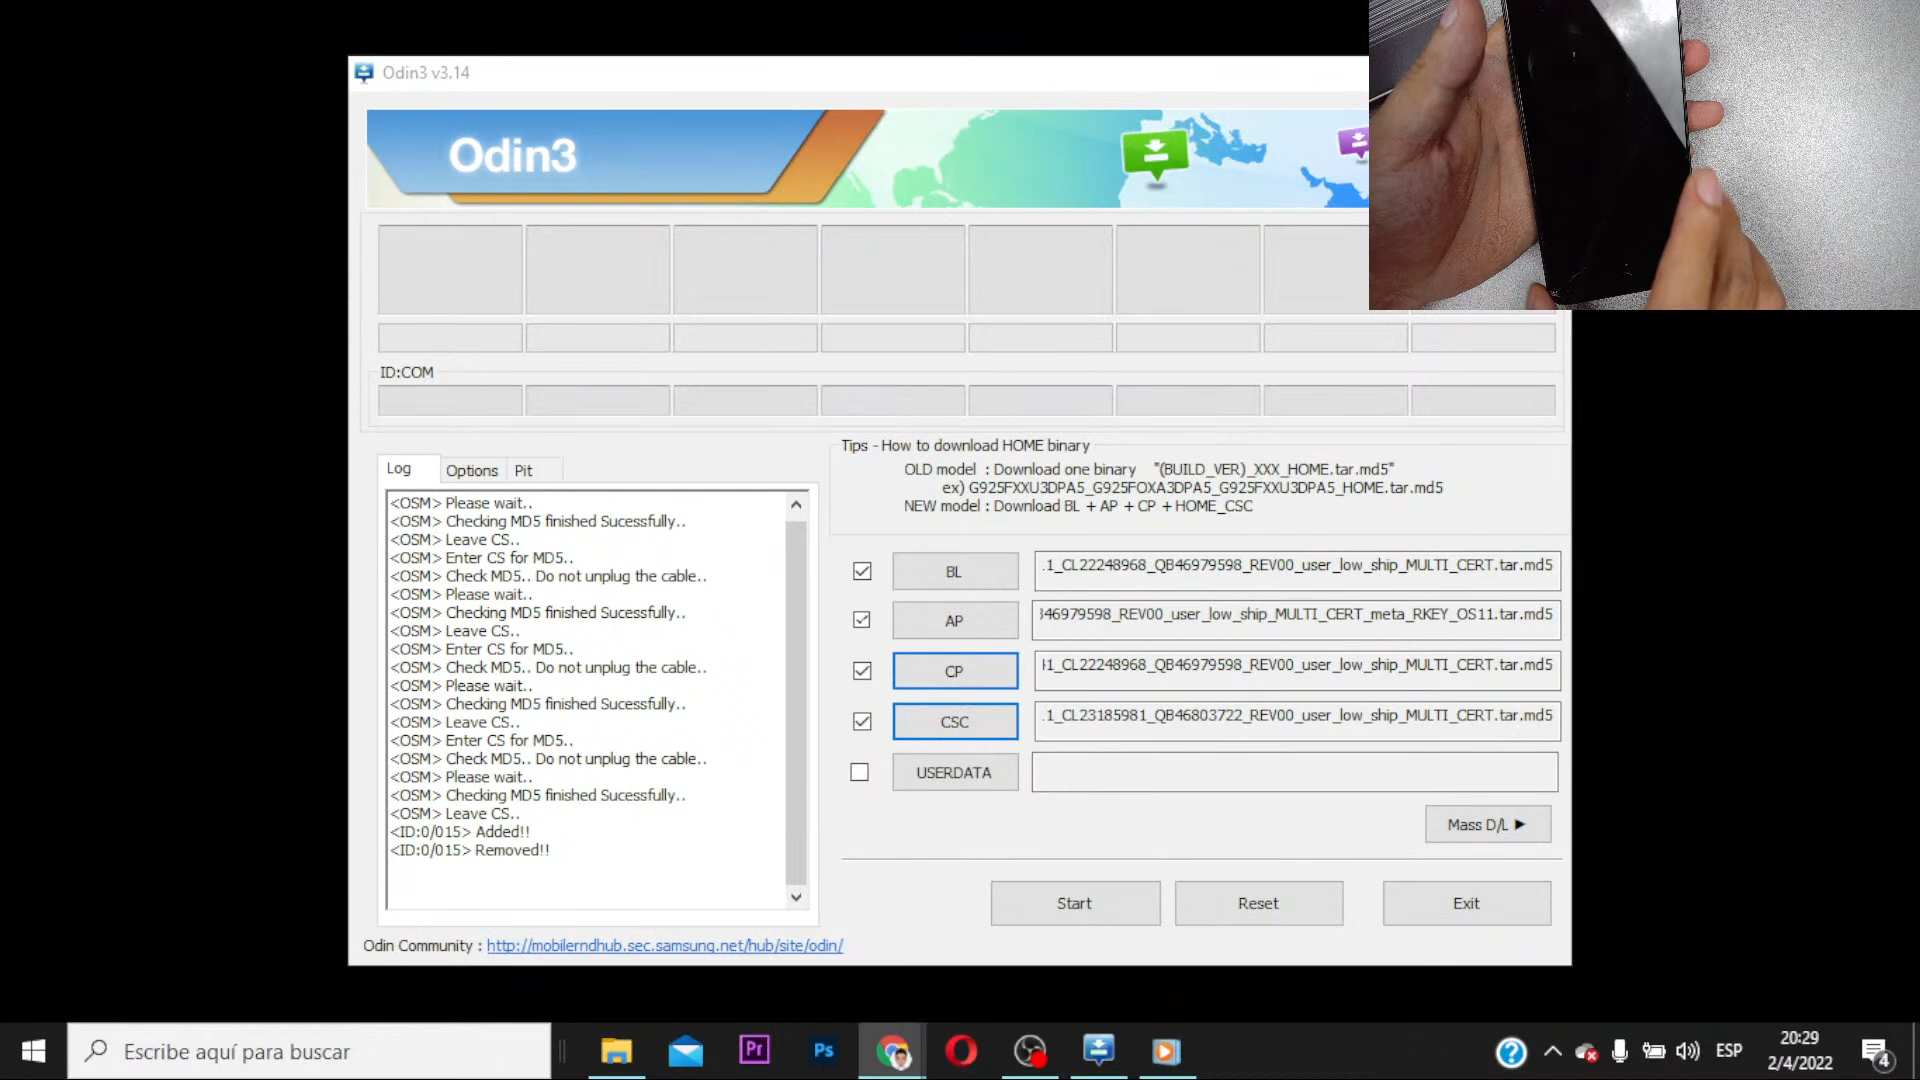 Odin3 v3.14
Odin3
ID:COM
Log
Options
Pit
<OSM> Please wait..
<OSM> Checking MD5 finished Sucessfully..
<OSM> Leave CS..
<OSM> Enter CS for MD5..
<OSM> Check MD5.. Do not unplug the cable..
<OSM> Please wait..
<OSM> Checking MD5 finished Sucessfully..
<OSM> Leave CS..
<OSM> Enter CS for MD5..
<OSM> Check MD5.. Do not unplug the cable..
<OSM> Please wait..
<OSM> Checking MD5 finished Sucessfully..
<OSM> Leave CS..
<OSM> Enter CS for MD5..
<OSM> Check MD5.. Do not unplug the cable..
<OSM> Please wait..
<OSM> Checking MD5 finished Sucessfully..
<OSM> Leave CS..
<ID:0/015> Added!!
<ID:0/015> Removed!!
Odin Community : http://mobilerndhub.sec.samsung.net/hub/site/odin/
Tips - How to download HOME binary
OLD model : Download one binary "(BUILD_VER)_XXX_HOME.tar.md5"
ex) G925FXXU3DPA5_G925FOXA3DPA5_G925FXXU3DPA5_HOME.tar.md5
NEW model : Download BL + AP + CP + HOME_CSC
BL .1_CL22248968_QB46979598_REV00_user_low_ship_MULTI_CERT.tar.md5
AP 346979598_REV00_user_low_ship_MULTI_CERT_meta_RKEY_OS11.tar.md5
CP 1_CL22248968_QB46979598_REV00_user_low_ship_MULTI_CERT.tar.md5
CSC .1_CL23185981_QB46803722_REV00_user_low_ship_MULTI_CERT.tar.md5
USERDATA
Mass D/L ▶
Start
Reset
Exit
Escribe aquí para buscar
Pr
Ps
ESP
20:29
2/4/2022
4